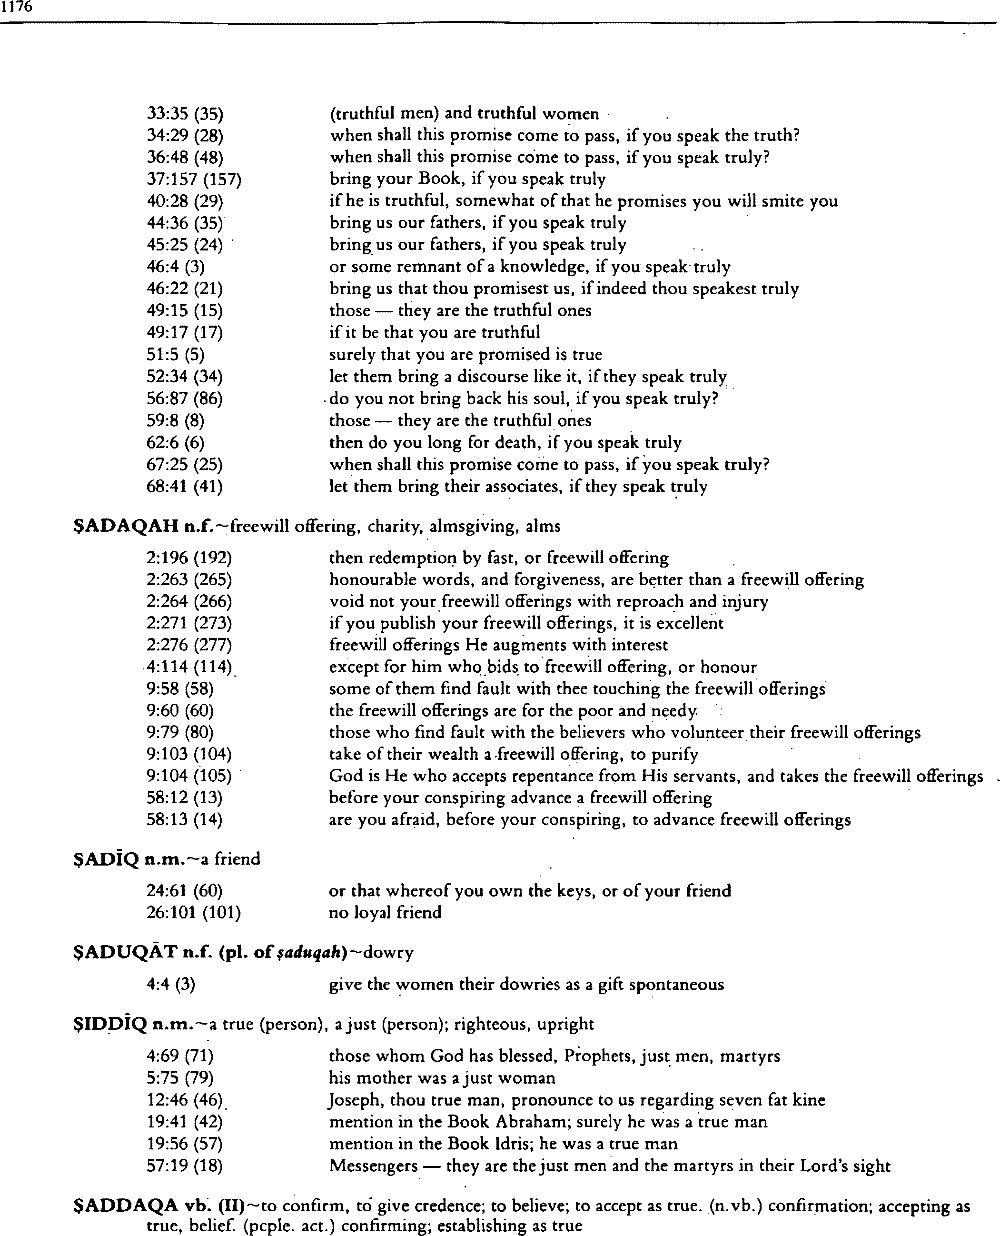 1176
33:35 (35) (truthful men) and truthful women
34:29 (28) when shall this promise come to pass, if you speak the truth?
36:48 (48) when shall this promise come to pass, if you speak truly?
37:157 (157) bring your Book, if you speak truly
40:28 (29) if he is truthful, somewhat of that he promises you will smite you
44:36 (35) bring us our fathers, if you speak truly
45:25 (24) bring us our fathers, if you speak truly
46:4 (3) or some remnant of a knowledge, if you speak truly
46:22 (21) bring us that thou promisest us, if indeed thou speakest truly
49:15 (15) those — they are the truthful ones
49:17 (17) if it be that you are truthful
51:5 (5) surely that you are promised is true
52:34 (34) let them bring a discourse like it, if they speak truly
56:87 (86) do you not bring back his soul, if you speak truly?
59:8 (8) those — they are the truthful ones
62:6 (6) then do you long for death, if you speak truly
67:25 (25) when shall this promise come to pass, if you speak truly?
68:41 (41) let them bring their associates, if they speak truly
ṢADAQAH n.f.~freewill offering, charity, almsgiving, alms
2:196 (192) then redemption by fast, or freewill offering
2:263 (265) honourable words, and forgiveness, are better than a freewill offering
2:264 (266) void not your freewill offerings with reproach and injury
2:271 (273) if you publish your freewill offerings, it is excellent
2:276 (277) freewill offerings He augments with interest
4:114 (114) except for him who bids to freewill offering, or honour
9:58 (58) some of them find fault with thee touching the freewill offerings
9:60 (60) the freewill offerings are for the poor and needy
9:79 (80) those who find fault with the believers who volunteer their freewill offerings
9:103 (104) take of their wealth a freewill offering, to purify
9:104 (105) God is He who accepts repentance from His servants, and takes the freewill offerings
58:12 (13) before your conspiring advance a freewill offering
58:13 (14) are you afraid, before your conspiring, to advance freewill offerings
ṢADĪQ n.m.~a friend
24:61 (60) or that whereof you own the keys, or of your friend
26:101 (101) no loyal friend
ṢADUQĀT n.f. (pl. of ṣaduqah)~dowry
4:4 (3) give the women their dowries as a gift spontaneous
ṢIDDĪQ n.m.~a true (person), a just (person); righteous, upright
4:69 (71) those whom God has blessed, Prophets, just men, martyrs
5:75 (79) his mother was a just woman
12:46 (46) Joseph, thou true man, pronounce to us regarding seven fat kine
19:41 (42) mention in the Book Abraham; surely he was a true man
19:56 (57) mention in the Book Idris; he was a true man
57:19 (18) Messengers — they are the just men and the martyrs in their Lord's sight
ṢADDAQA vb. (II)~to confirm, to give credence; to believe; to accept as true. (n.vb.) confirmation; accepting as
true, belief. (pcple. act.) confirming; establishing as true